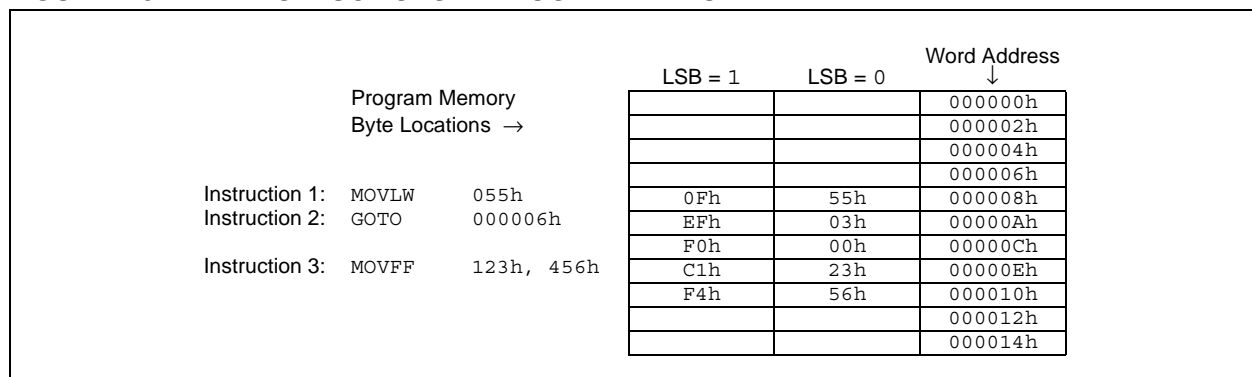 Word Address
LSB = 1 LSB = 0 ↓
Program Memory 000000h
Byte Locations → 000002h
000004h
000006h
Instruction 1: MOVLW 055h 0Fh 55h 000008h
Instruction 2: GOTO 000006h EFh 03h 00000Ah
F0h 00h 00000Ch
Instruction 3: MOVFF 123h, 456h C1h 23h 00000Eh
F4h 56h 000010h
000012h
000014h